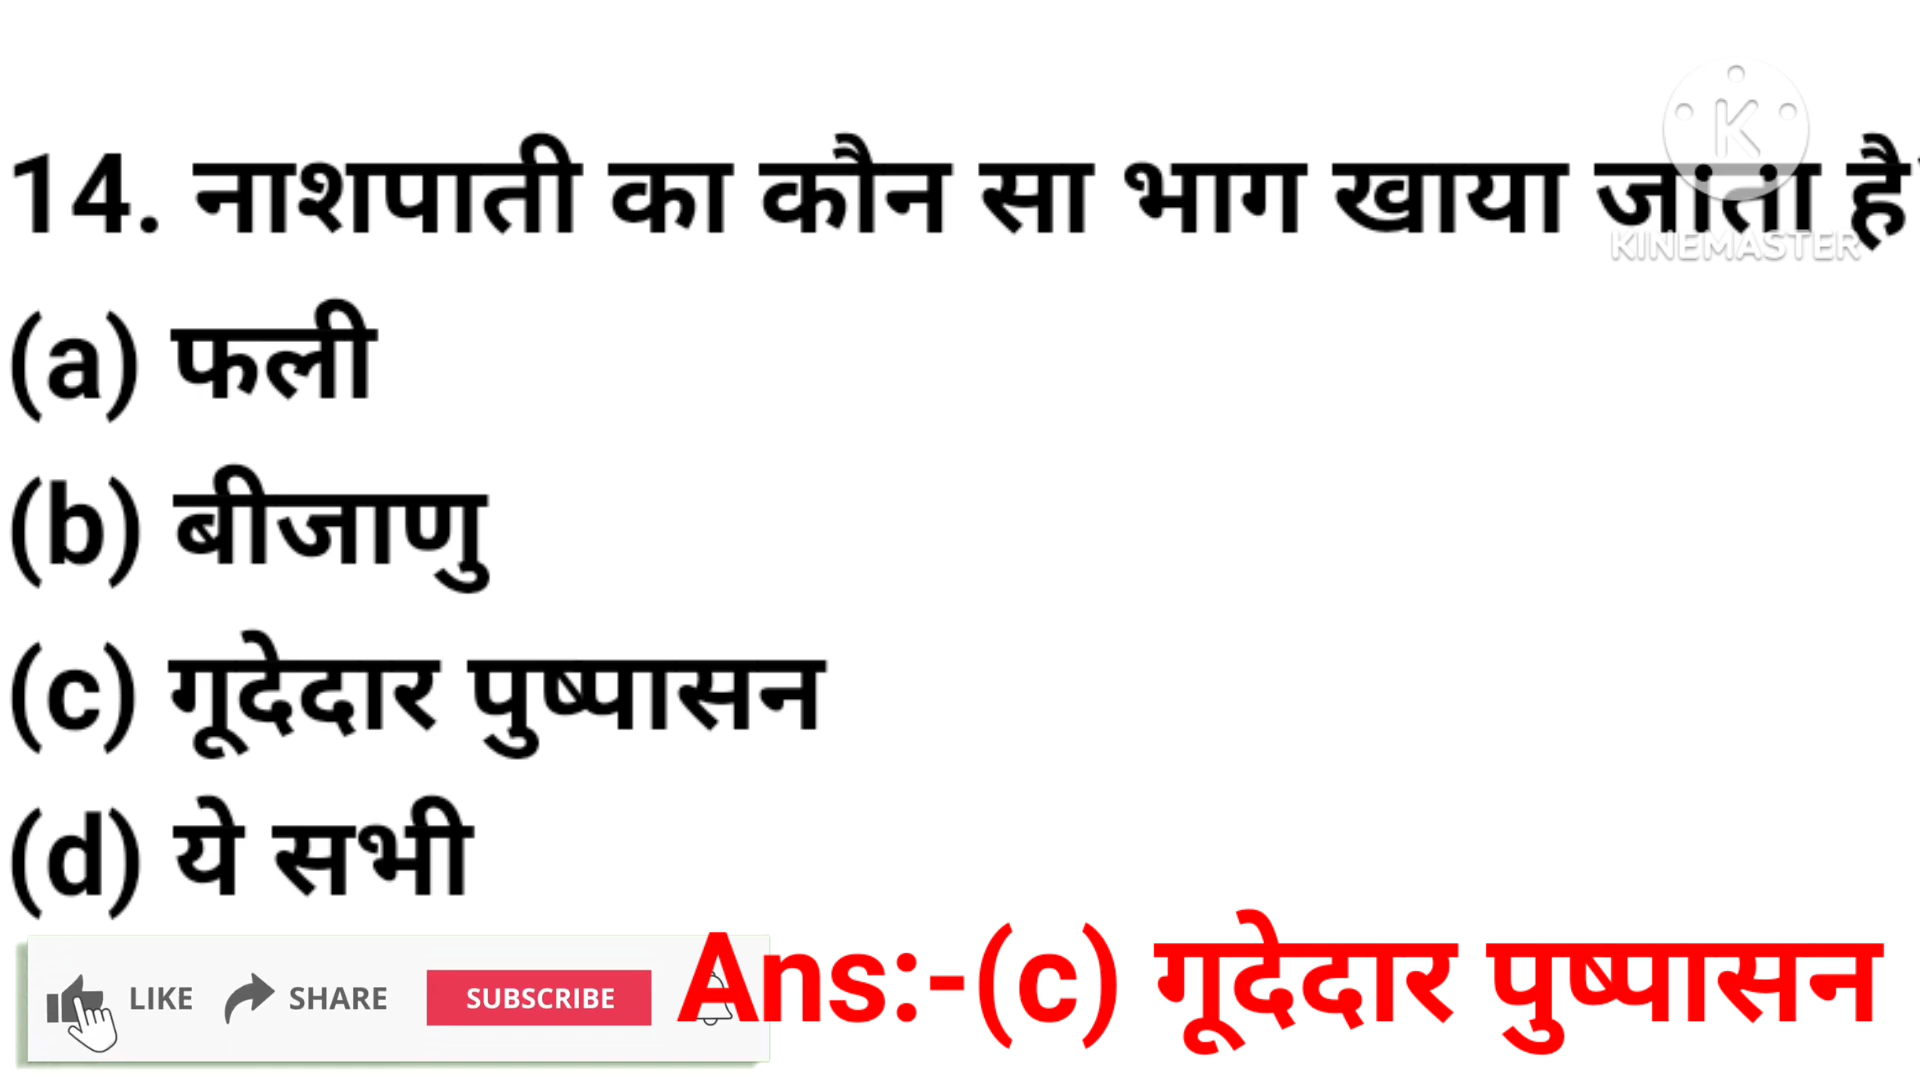 14. नाशपाती का कौन सा भाग खाया जाता है
KINEMASTER
(a) फली
(b) बीजाणु
(c) गूदेदार पुष्पासन
(d) ये सभी
LIKE SHARE SUBSCRIBE
Ans:-(c) गूदेदार पुष्पासन